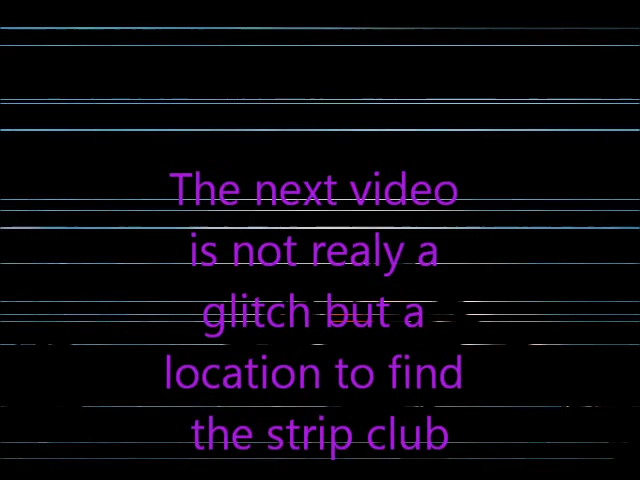 The next video
is not realy a
glitch but a
location to find
the strip club